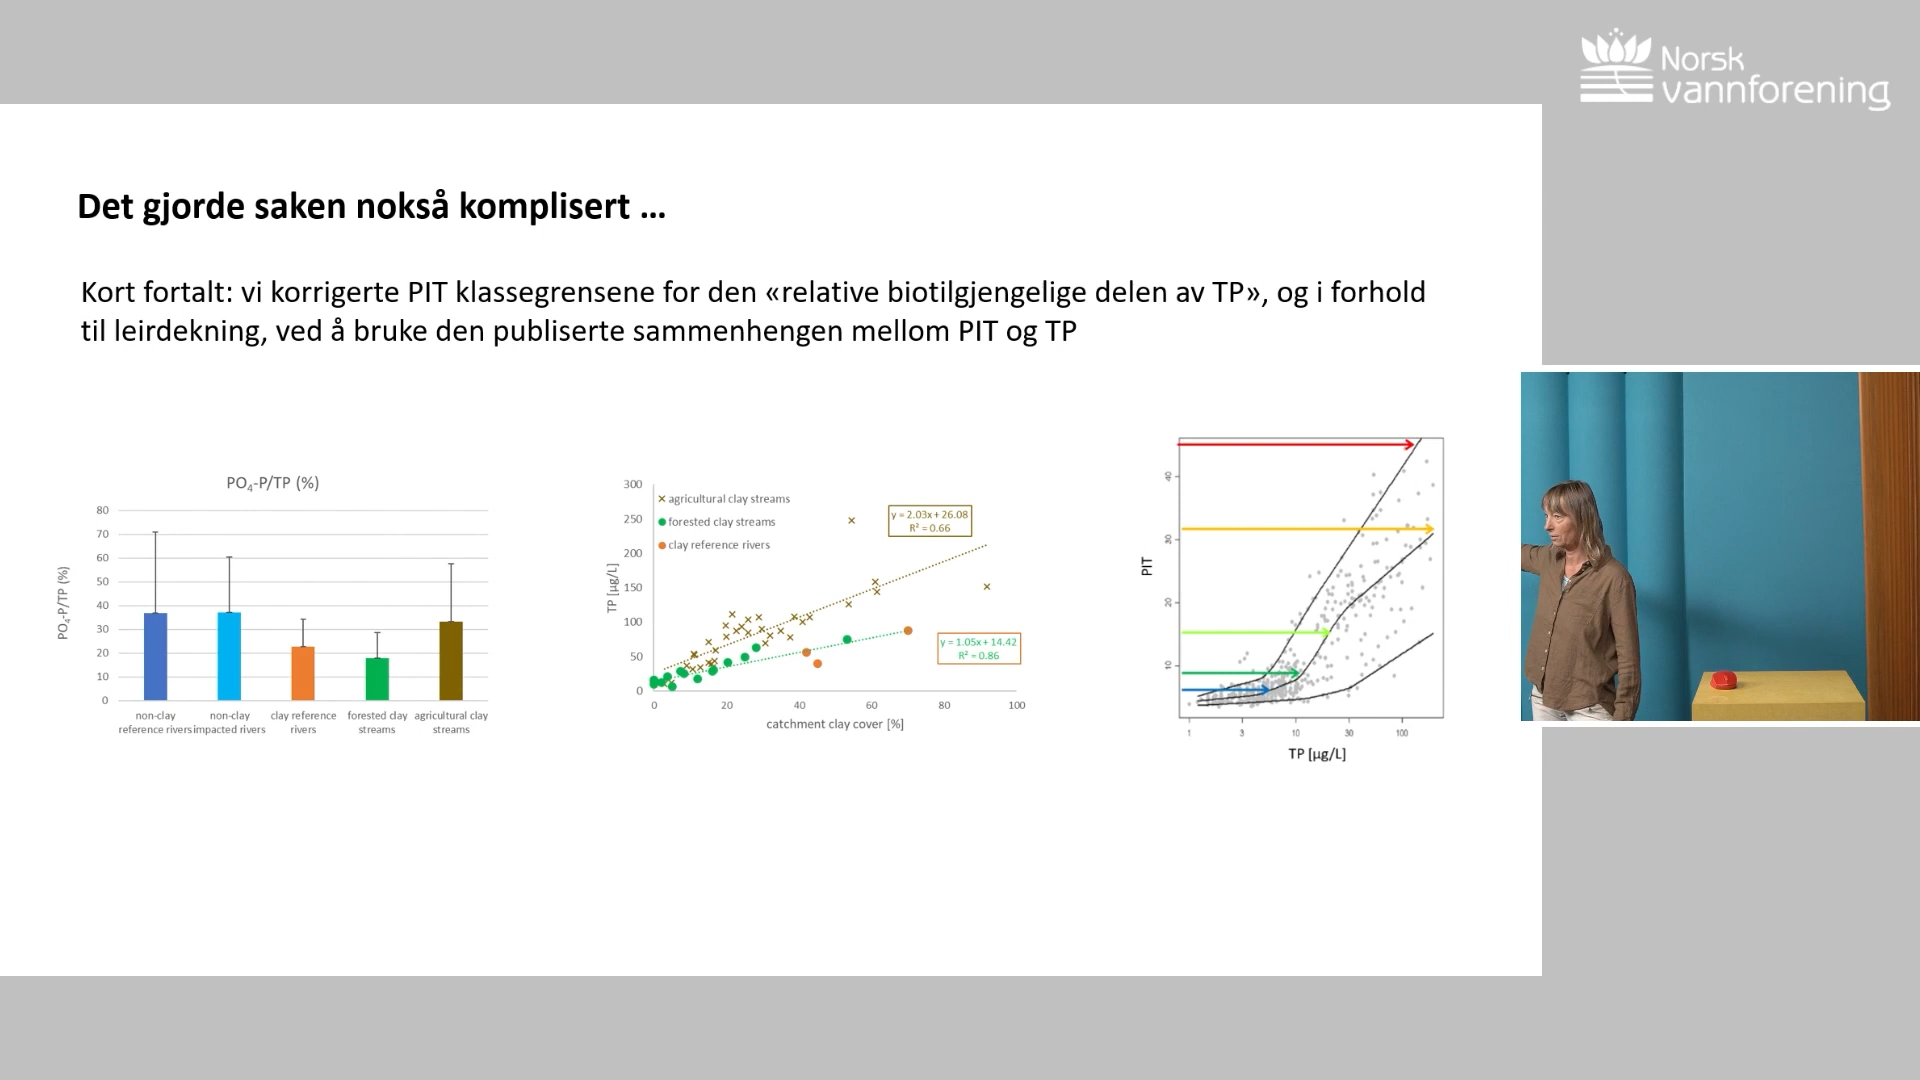 Norsk
vannforening
Det gjorde saken nokså komplisert ...
Kort fortalt: vi korrigerte PIT klassegrensene for den «relative biotilgjengelige delen av TP», og i forhold
til leirdekning, ved å bruke den publiserte sammenhengen mellom PIT og TP
PO₄-P/TP (%)
PO₄-P/TP (%)
80
70
60
50
40
30
20
10
0
non-clay reference rivers
non-clay impacted rivers
clay reference rivers
forested clay streams
agricultural clay streams
TP [µg/L]
300
250
200
150
100
50
0
agricultural clay streams
forested clay streams
clay reference rivers
y = 2.03x + 26.08
R² = 0.66
y = 1.05x + 14.42
R² = 0.86
0 20 40 60 80 100
catchment clay cover [%]
PIT
40
30
20
10
1 3 10 30 100
TP [µg/L]